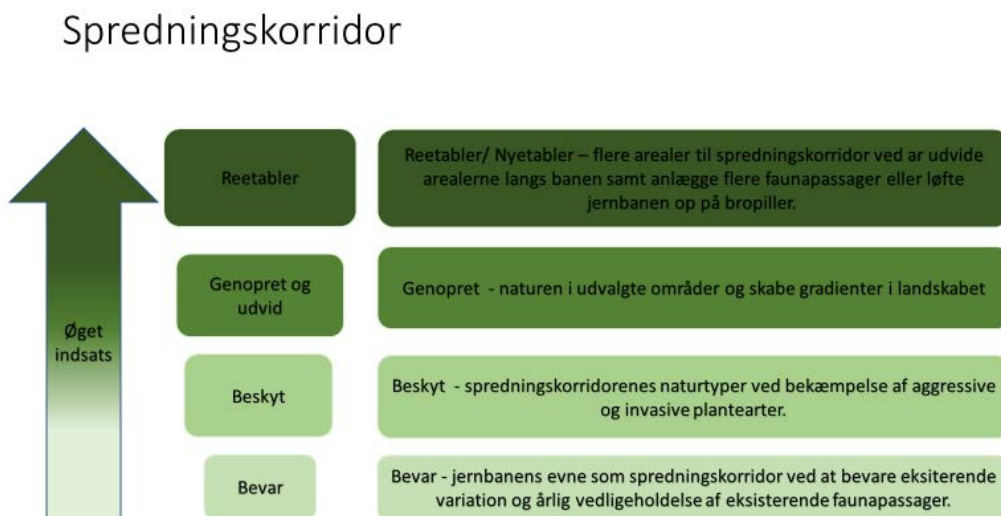 Spredningskorridor
Reetabler
Reetabler/ Nyetabler – flere arealer til spredningskorridor ved ar udvide
arealerne langs banen samt anlægge flere faunapassager eller løfte
jernbanen op på bropiller.
Genopret og
udvid
Genopret - naturen i udvalgte områder og skabe gradienter i landskabet
Øget
indsats
Beskyt
Beskyt - spredningskorridorenes naturtyper ved bekæmpelse af aggressive
og invasive plantearter.
Bevar
Bevar - jernbanens evne som spredningskorridor ved at bevare eksiterende
variation og årlig vedligeholdelse af eksisterende faunapassager.